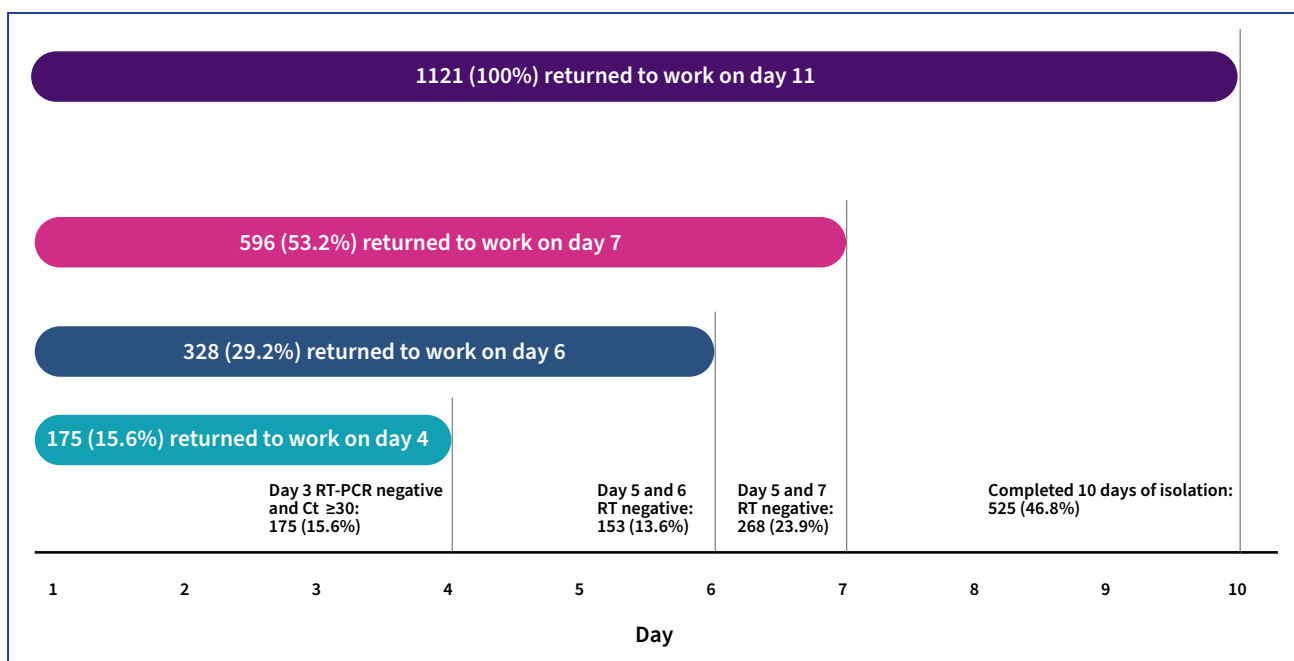 1121 (100%) returned to work on day 11
596 (53.2%) returned to work on day 7
328 (29.2%) returned to work on day 6
175 (15.6%) returned to work on day 4
Day 3 RT-PCR negative
and Ct ≥30:
175 (15.6%)
Day 5 and 6
RT negative:
153 (13.6%)
Day 5 and 7
RT negative:
268 (23.9%)
Completed 10 days of isolation:
525 (46.8%)
1 2 3 4 5 6 7 8 9 10
Day